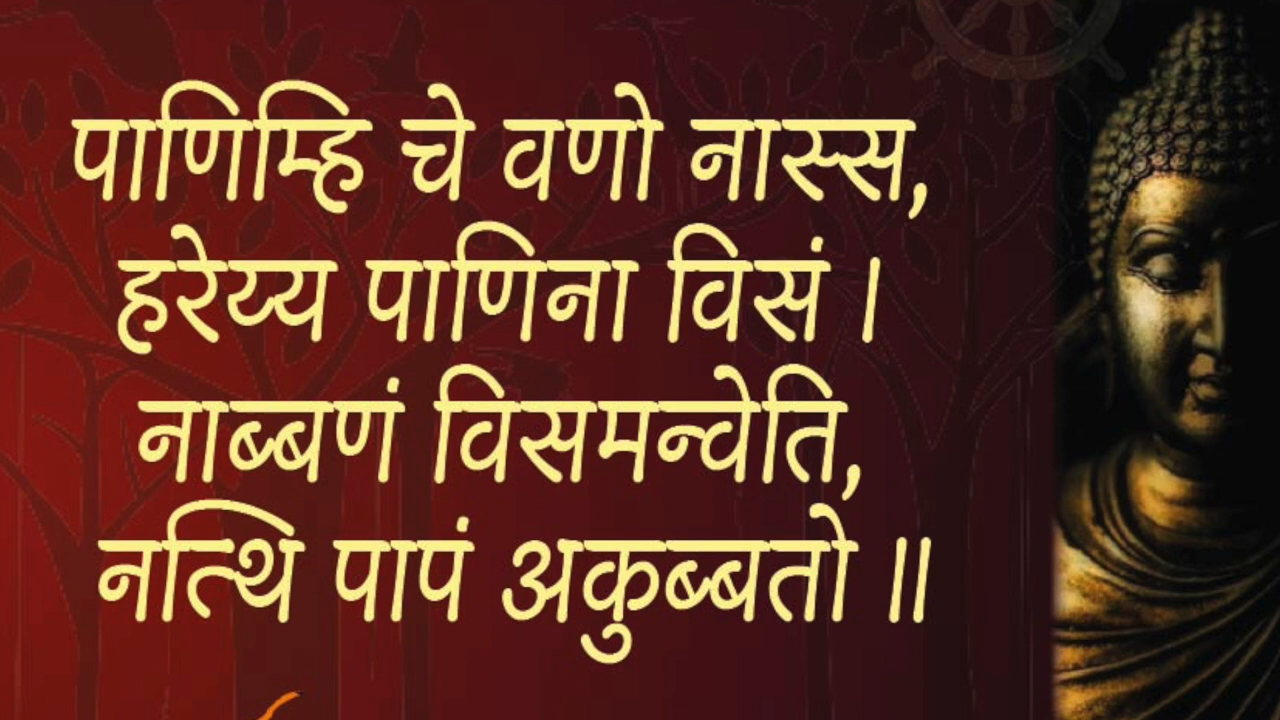 पाणिम्हि चे वणो नास्स,
हरेय्य पाणिना विसं ।
नाब्बणं विसमन्वेति,
नत्थि पापं अकुब्बतो ॥